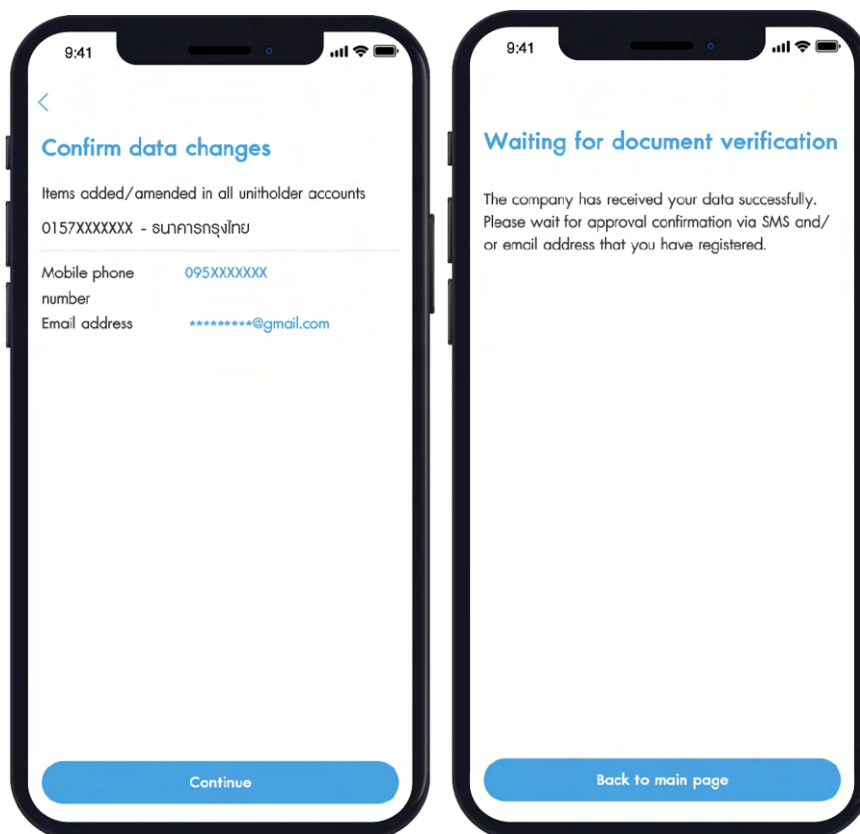 9:41
Confirm data changes
Items added/amended in all unitholder accounts
0157XXXXXXX - ธนาคารกรุงไทย
Mobile phone number 095XXXXXXX
Email address *********@gmail.com
Continue
9:41
Waiting for document verification
The company has received your data successfully.
Please wait for approval confirmation via SMS and/
or email address that you have registered.
Back to main page